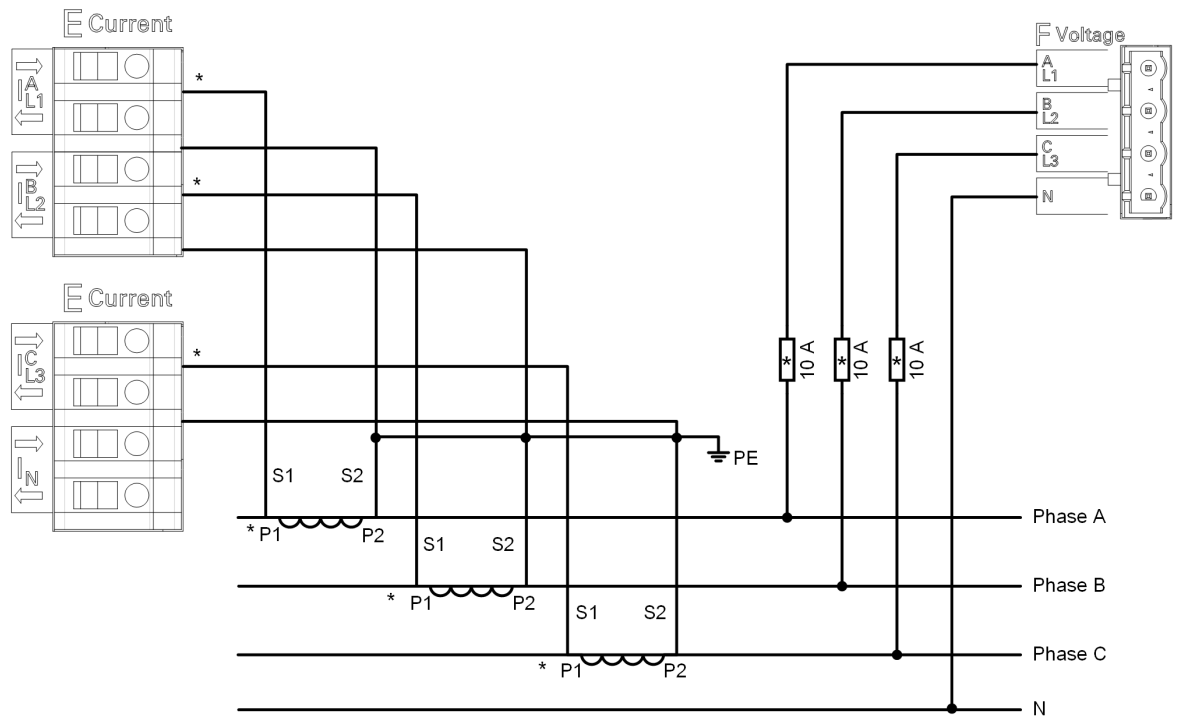 E Current
F Voltage
*
I A L1
A
L1
B
L2
*
I B L2
C
L3
N
E Current
*
I C L3
* 10 A
* 10 A
* 10 A
I N
PE
S1 S2
* P1 P2
Phase A
S1 S2
* P1 P2
Phase B
S1 S2
* P1 P2
Phase C
N